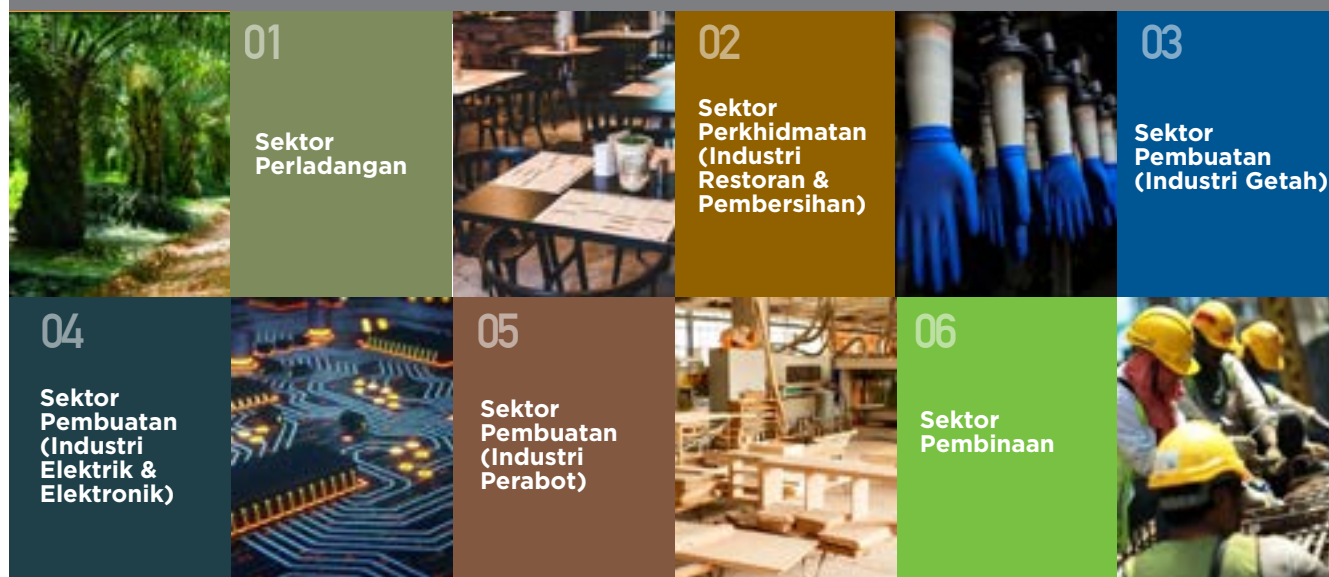 01
Sektor
Perladangan
02
Sektor
Perkhidmatan
(Industri
Restoran &
Pembersihan)
03
Sektor
Pembuatan
(Industri Getah)
04
Sektor
Pembuatan
(Industri
Elektrik &
Elektronik)
05
Sektor
Pembuatan
(Industri
Perabot)
06
Sektor
Pembinaan